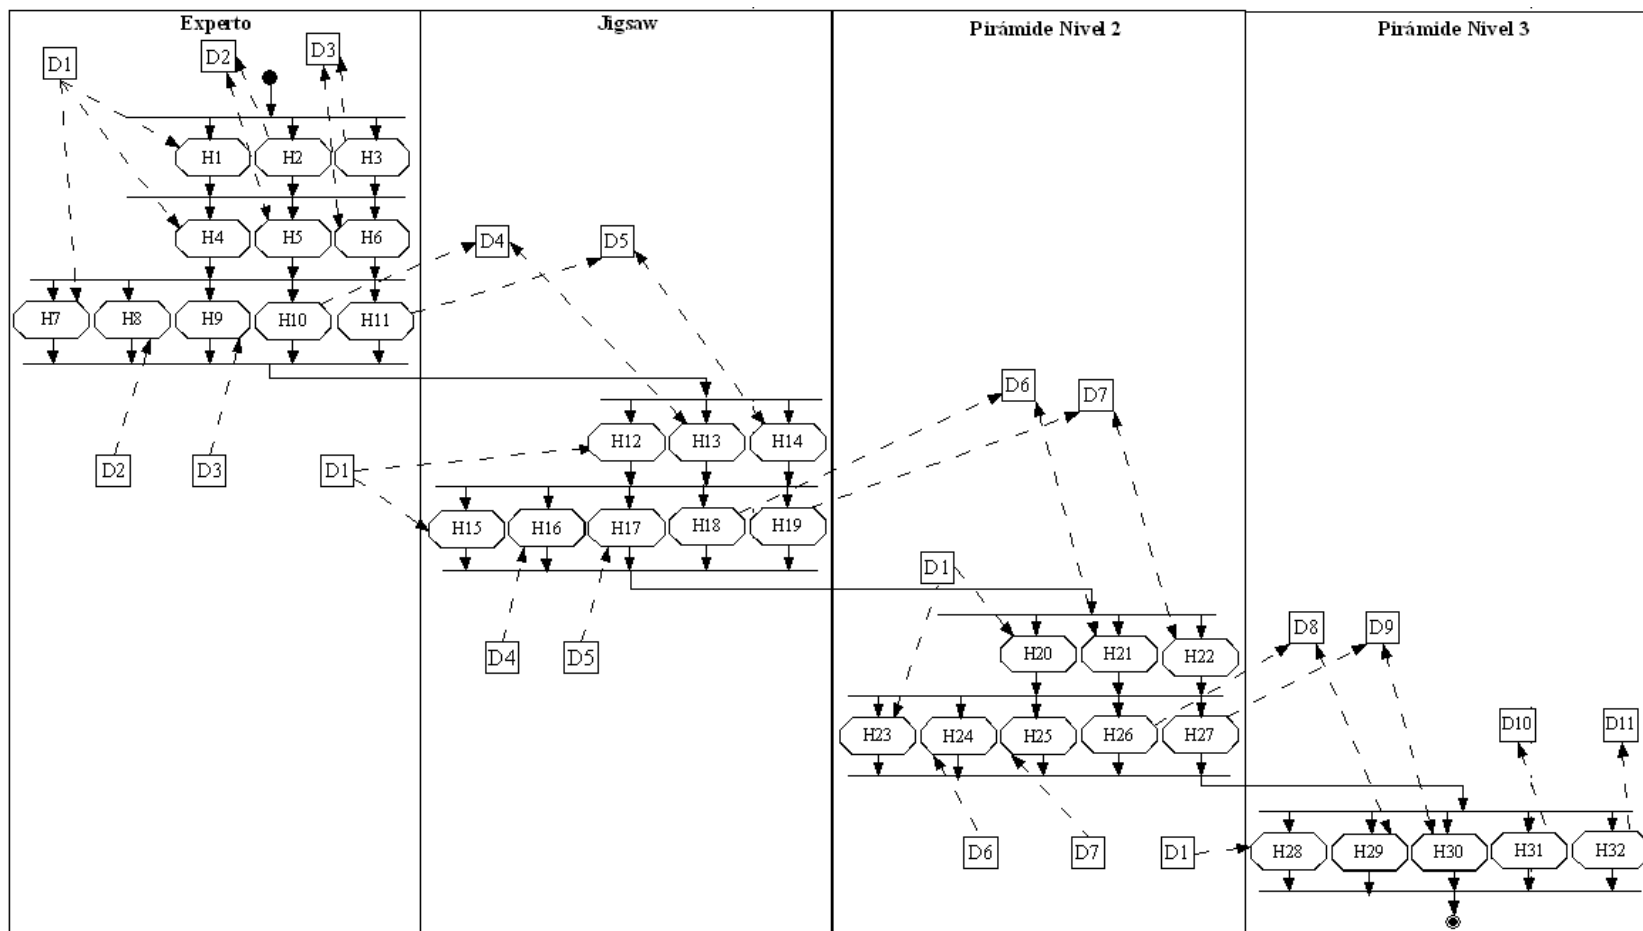 Experto
Jigsaw
Pirámide Nivel 2
Pirámide Nivel 3
D1
D2
D3
H1 H2 H3
H4 H5 H6
D4 D5
H7 H8 H9 H10 H11
D6 D7
H12 H13 H14
D2 D3 D1
H15 H16 H17 H18 H19
D1
D4 D5
D8 D9
H20 H21 H22
D10 D11
H23 H24 H25 H26 H27
D6 D7 D1
H28 H29 H30 H31 H32